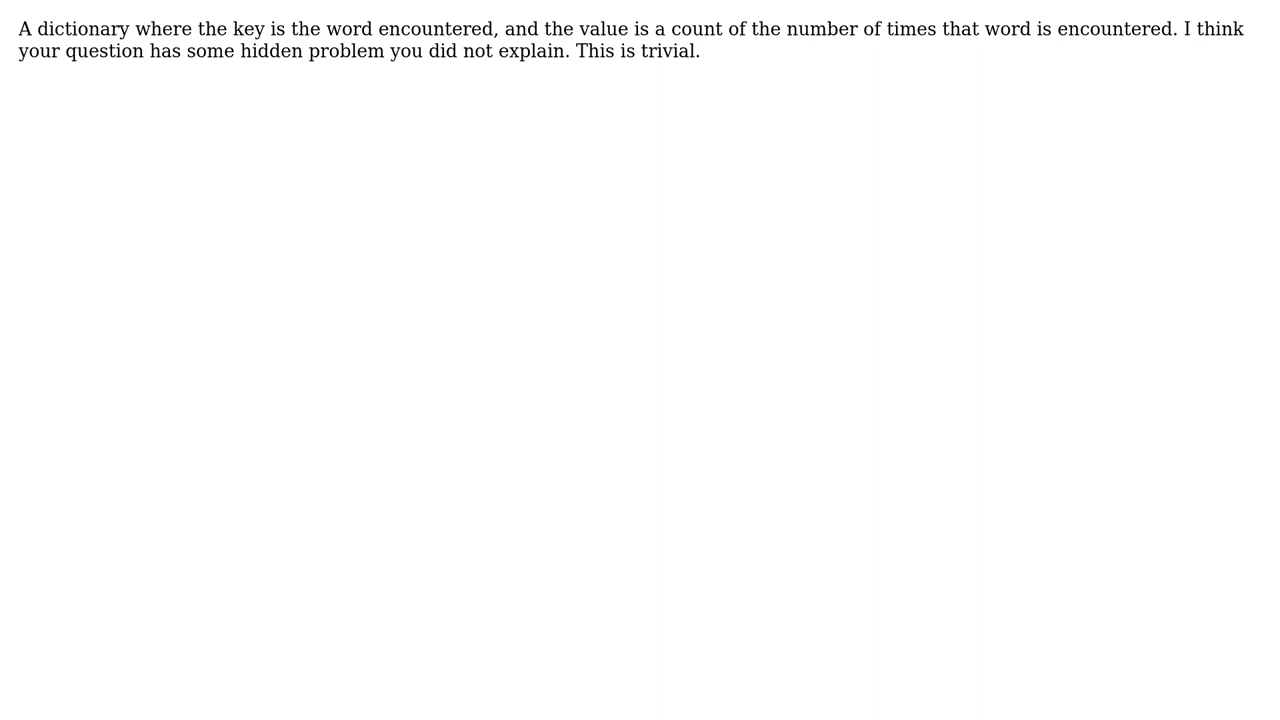 A dictionary where the key is the word encountered, and the value is a count of the number of times that word is encountered. I think
your question has some hidden problem you did not explain. This is trivial.